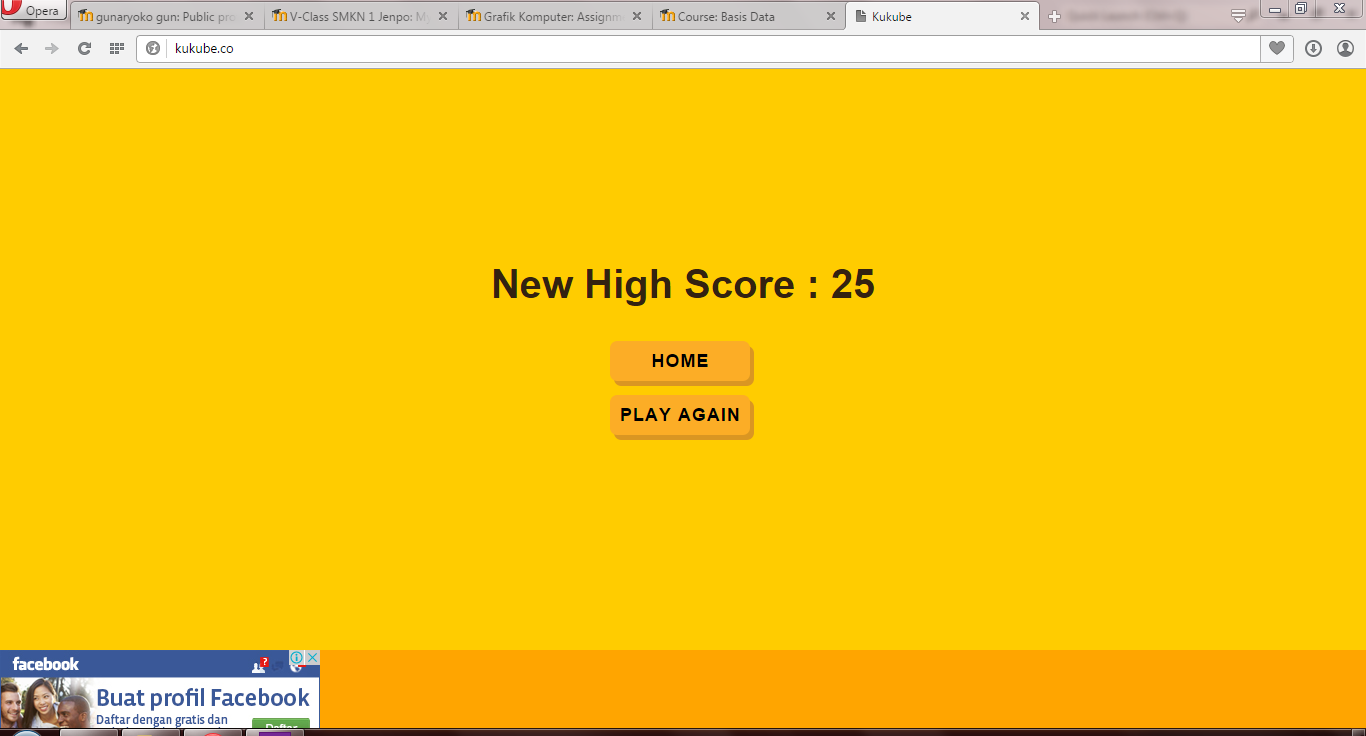 Opera
gunaryoko gun: Public pro
V-Class SMKN 1 Jenpo: My
Grafik Komputer: Assignm
Course: Basis Data
Kukube
kukube.co
New High Score : 25
HOME
PLAY AGAIN
facebook
?
Buat profil Facebook
Daftar dengan gratis dan
Daftar